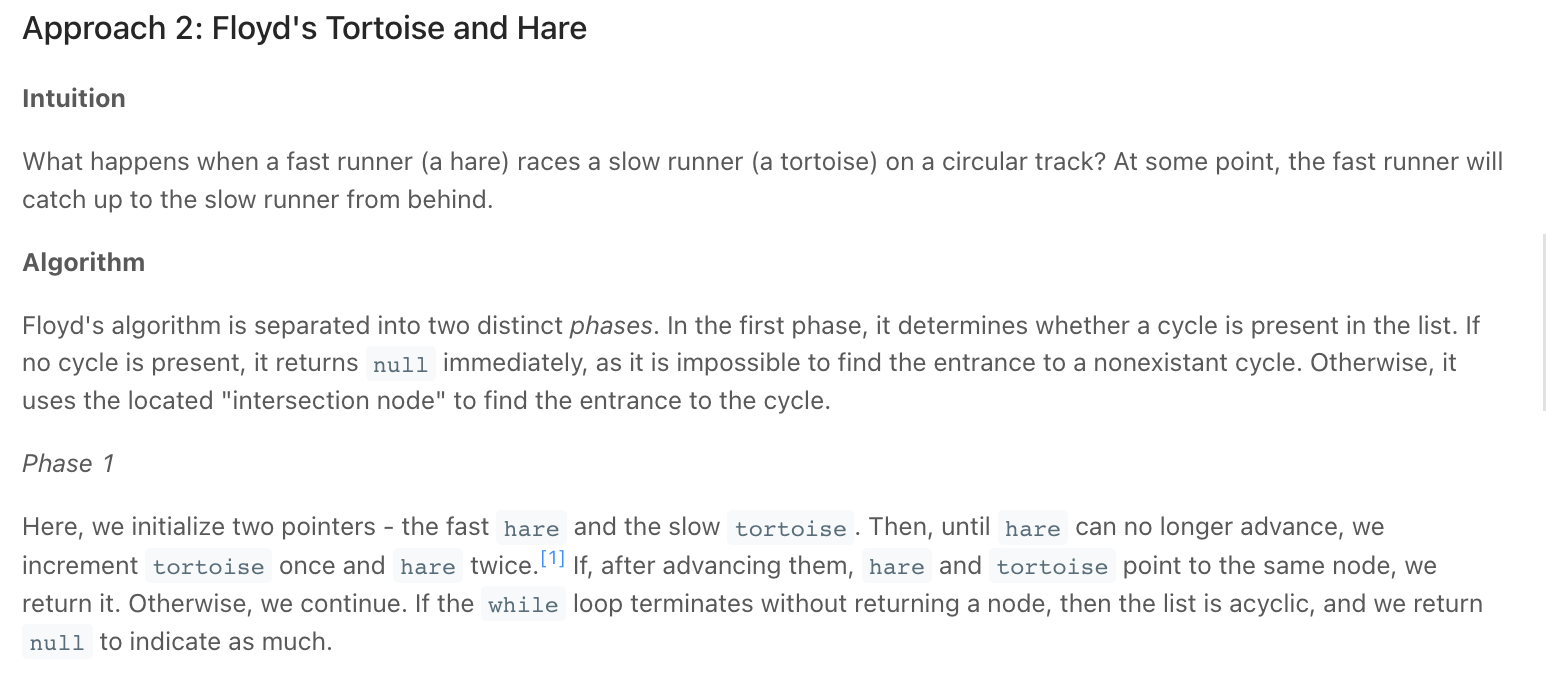 Approach 2: Floyd's Tortoise and Hare
Intuition
What happens when a fast runner (a hare) races a slow runner (a tortoise) on a circular track? At some point, the fast runner will
catch up to the slow runner from behind.
Algorithm
Floyd's algorithm is separated into two distinct phases. In the first phase, it determines whether a cycle is present in the list. If
no cycle is present, it returns null immediately, as it is impossible to find the entrance to a nonexistant cycle. Otherwise, it
uses the located "intersection node" to find the entrance to the cycle.
Phase 1
Here, we initialize two pointers - the fast hare and the slow tortoise. Then, until hare can no longer advance, we
increment tortoise once and hare twice.[1] If, after advancing them, hare and tortoise point to the same node, we
return it. Otherwise, we continue. If the while loop terminates without returning a node, then the list is acyclic, and we return
null to indicate as much.